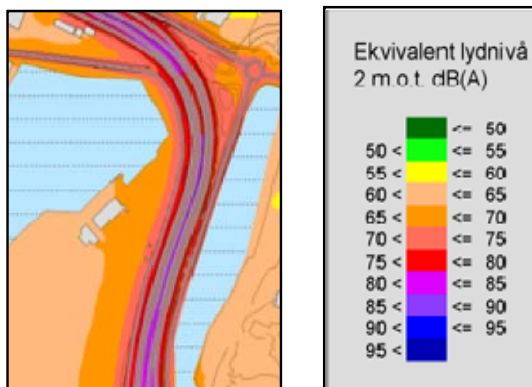 Ekvivalent lydnivå
2 m.o.t. dB(A)
<= 50
50 < <= 55
55 < <= 60
60 < <= 65
65 < <= 70
70 < <= 75
75 < <= 80
80 < <= 85
85 < <= 90
90 < <= 95
95 <